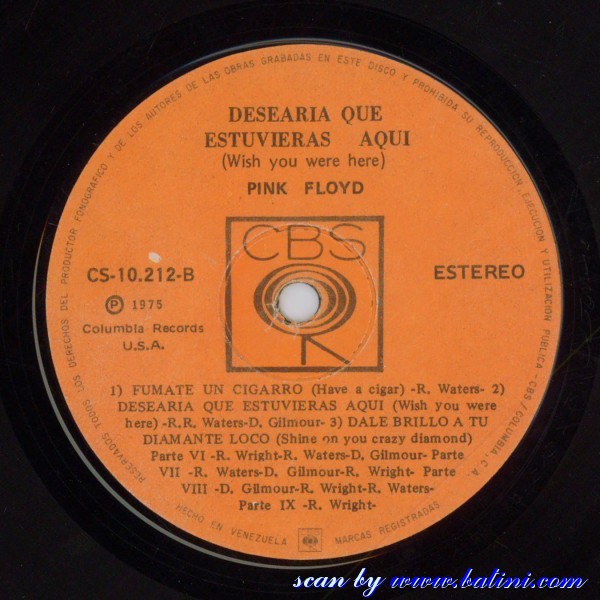 RESERVADOS TODOS LOS DERECHOS DEL PRODUCTOR FONOGRAFICO Y DE LOS AUTORES DE LAS OBRAS GRABADAS EN ESTE DISCO Y PROHIBIDA SU REPRODUCCION, EJECUCION Y UTILIZACION PUBLICA - CBS / COLUMBIA, C.A.
DESEARIA QUE
ESTUVIERAS AQUI
(Wish you were here)
PINK FLOYD
CBS
CS-10.212-B
ESTEREO
Ⓟ 1975
Columbia Records
U.S.A.
1) FUMATE UN CIGARRO (Have a cigar) -R. Waters- 2)
DESEARIA QUE ESTUVIERAS AQUI (Wish you were
here) -R.R. Waters-D. Gilmour- 3) DALE BRILLO A TU
DIAMANTE LOCO (Shine on you crazy diamond)
Parte VI -R. Wright-R. Waters-D. Gilmour- Parte
VII -R. Waters-D. Gilmour-R. Wright- Parte
VIII -D. Gilmour-R. Wright-R. Waters-
Parte IX -R. Wright-
HECHO EN VENEZUELA MARCAS REGISTRADAS
scan by www.batini.com